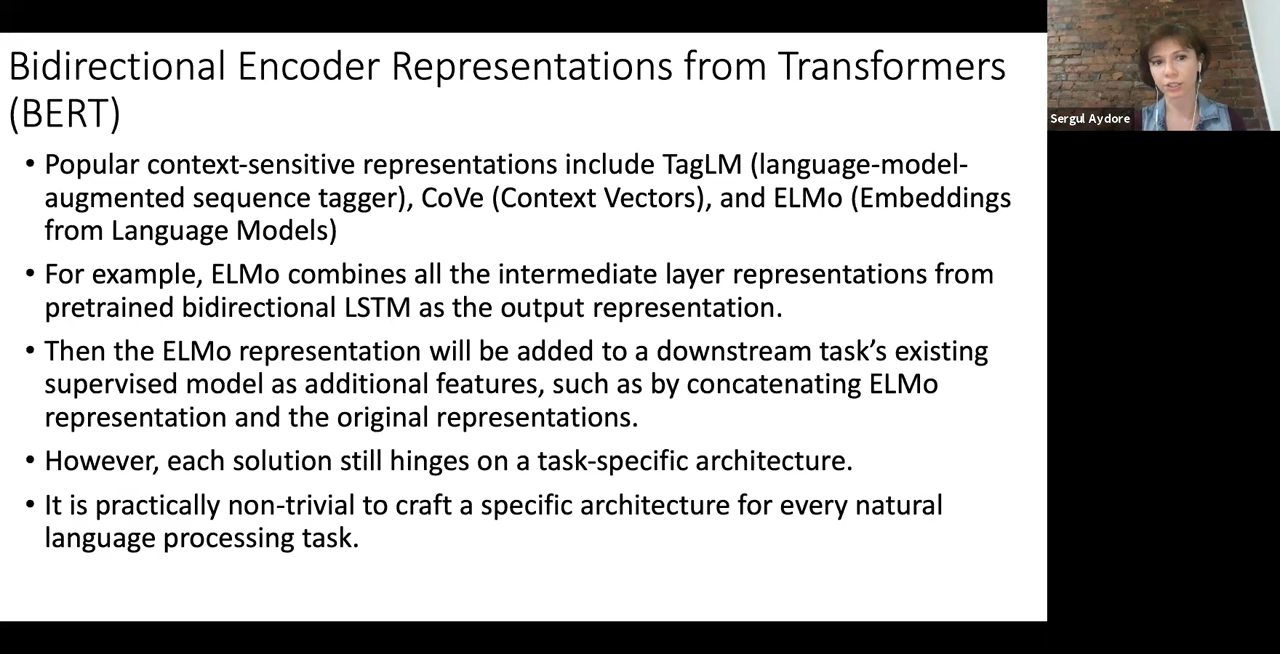 Bidirectional Encoder Representations from Transformers
(BERT)
• Popular context-sensitive representations include TagLM (language-model-
augmented sequence tagger), CoVe (Context Vectors), and ELMo (Embeddings
from Language Models)
• For example, ELMo combines all the intermediate layer representations from
pretrained bidirectional LSTM as the output representation.
• Then the ELMo representation will be added to a downstream task’s existing
supervised model as additional features, such as by concatenating ELMo
representation and the original representations.
• However, each solution still hinges on a task-specific architecture.
• It is practically non-trivial to craft a specific architecture for every natural
language processing task.
Sergul Aydore